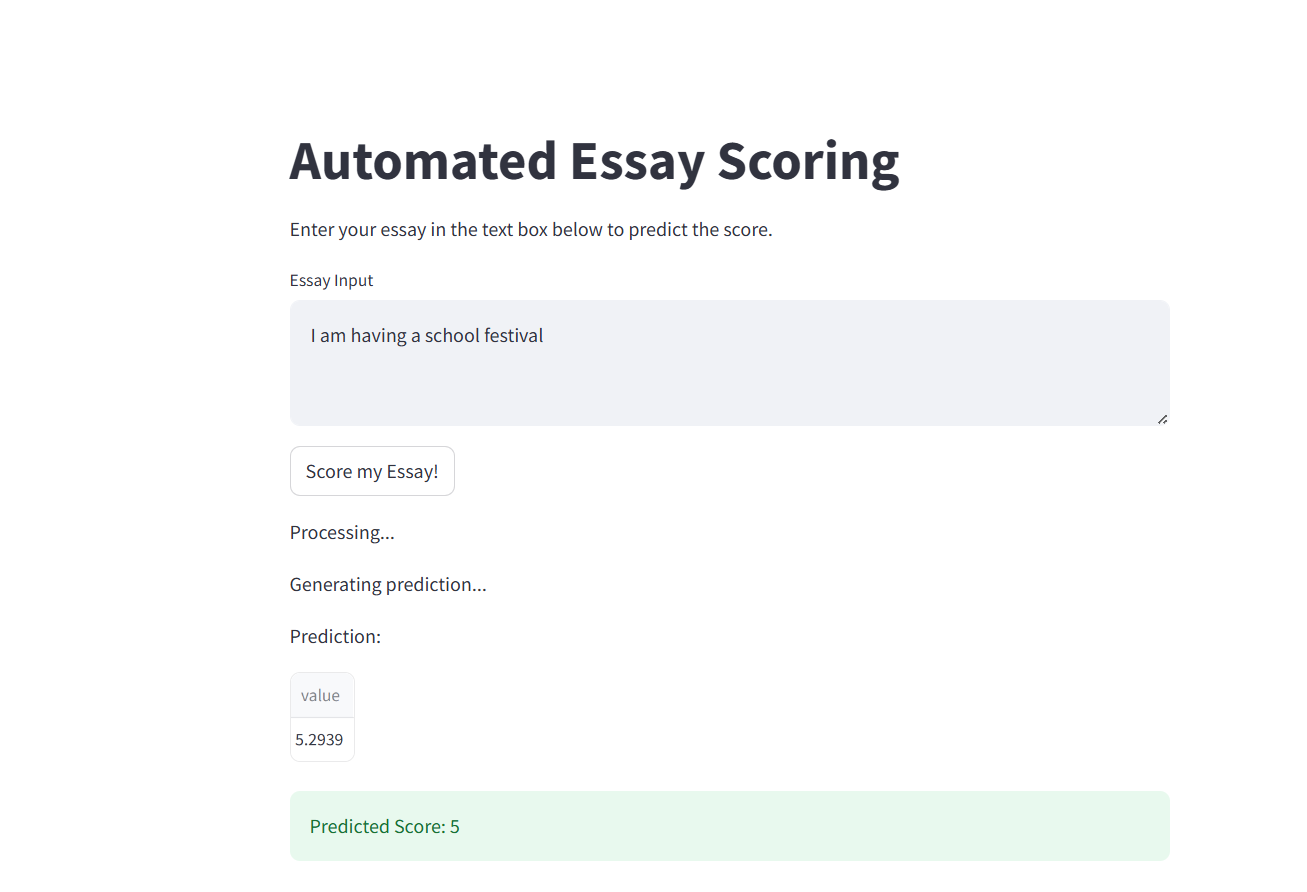 Automated Essay Scoring
Enter your essay in the text box below to predict the score.
Essay Input
I am having a school festival
Score my Essay!
Processing...
Generating prediction...
Prediction:
value
5.2939
Predicted Score: 5